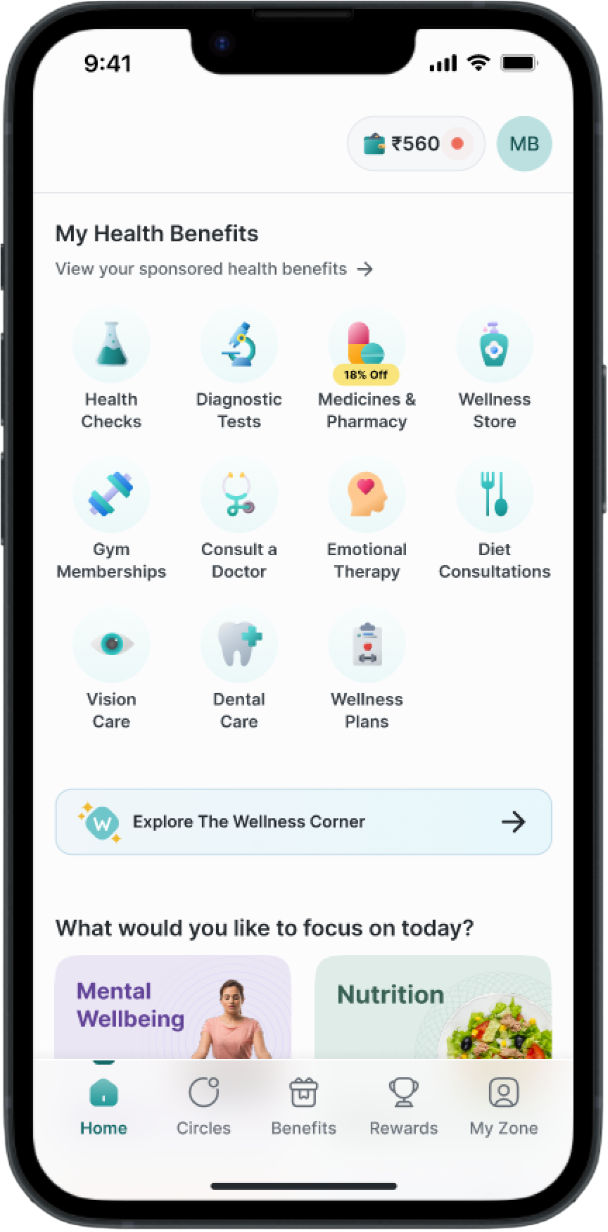 9:41
₹560
MB
My Health Benefits
View your sponsored health benefits →
18% Off
Health
Checks
Diagnostic
Tests
Medicines &
Pharmacy
Wellness
Store
Gym
Memberships
Consult a
Doctor
Emotional
Therapy
Diet
Consultations
Vision
Care
Dental
Care
Wellness
Plans
W
Explore The Wellness Corner →
What would you like to focus on today?
Mental
Wellbeing
Nutrition
Home
Circles
Benefits
Rewards
My Zone